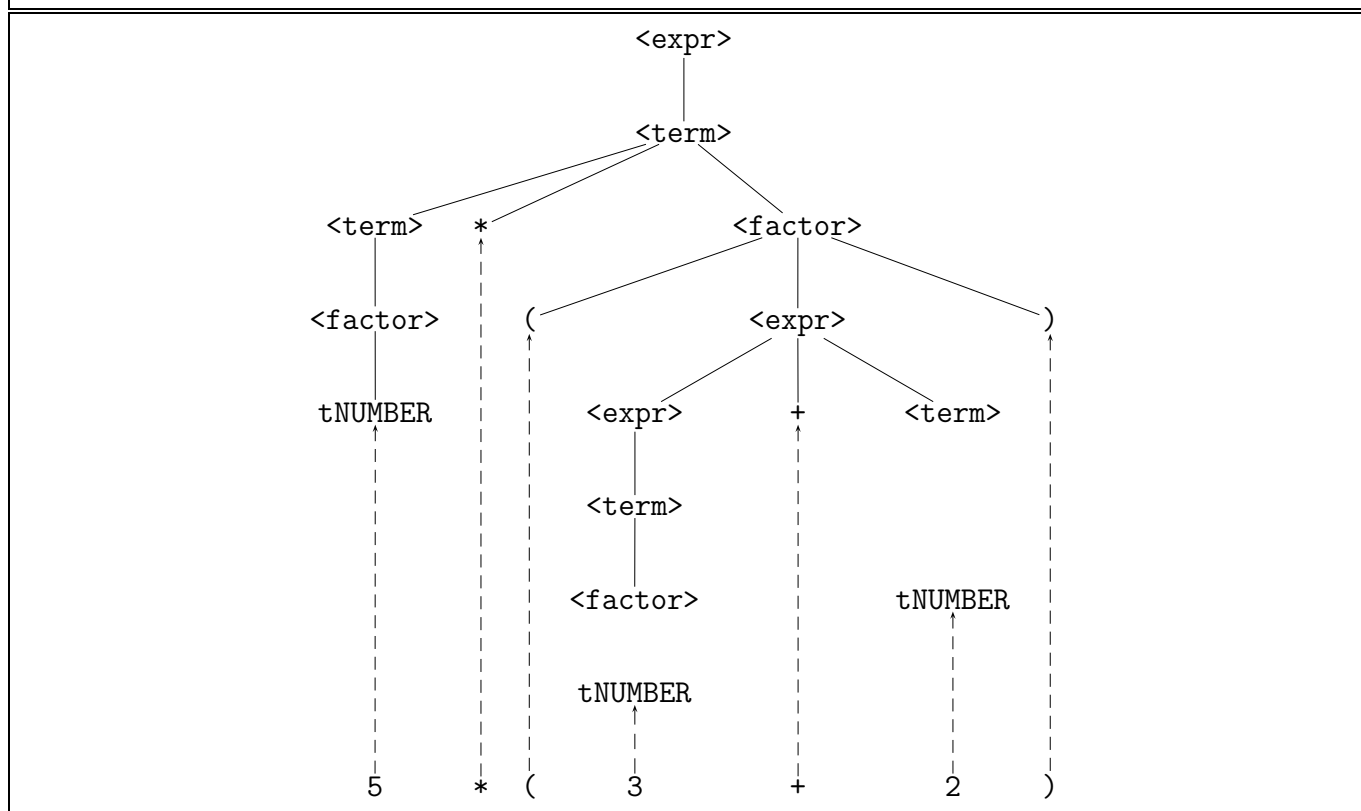 <expr>
<term>
<term> * <factor>
<factor> ( <expr> )
tNUMBER <expr> + <term>
<term>
<factor> tNUMBER
tNUMBER
5 * ( 3 + 2 )